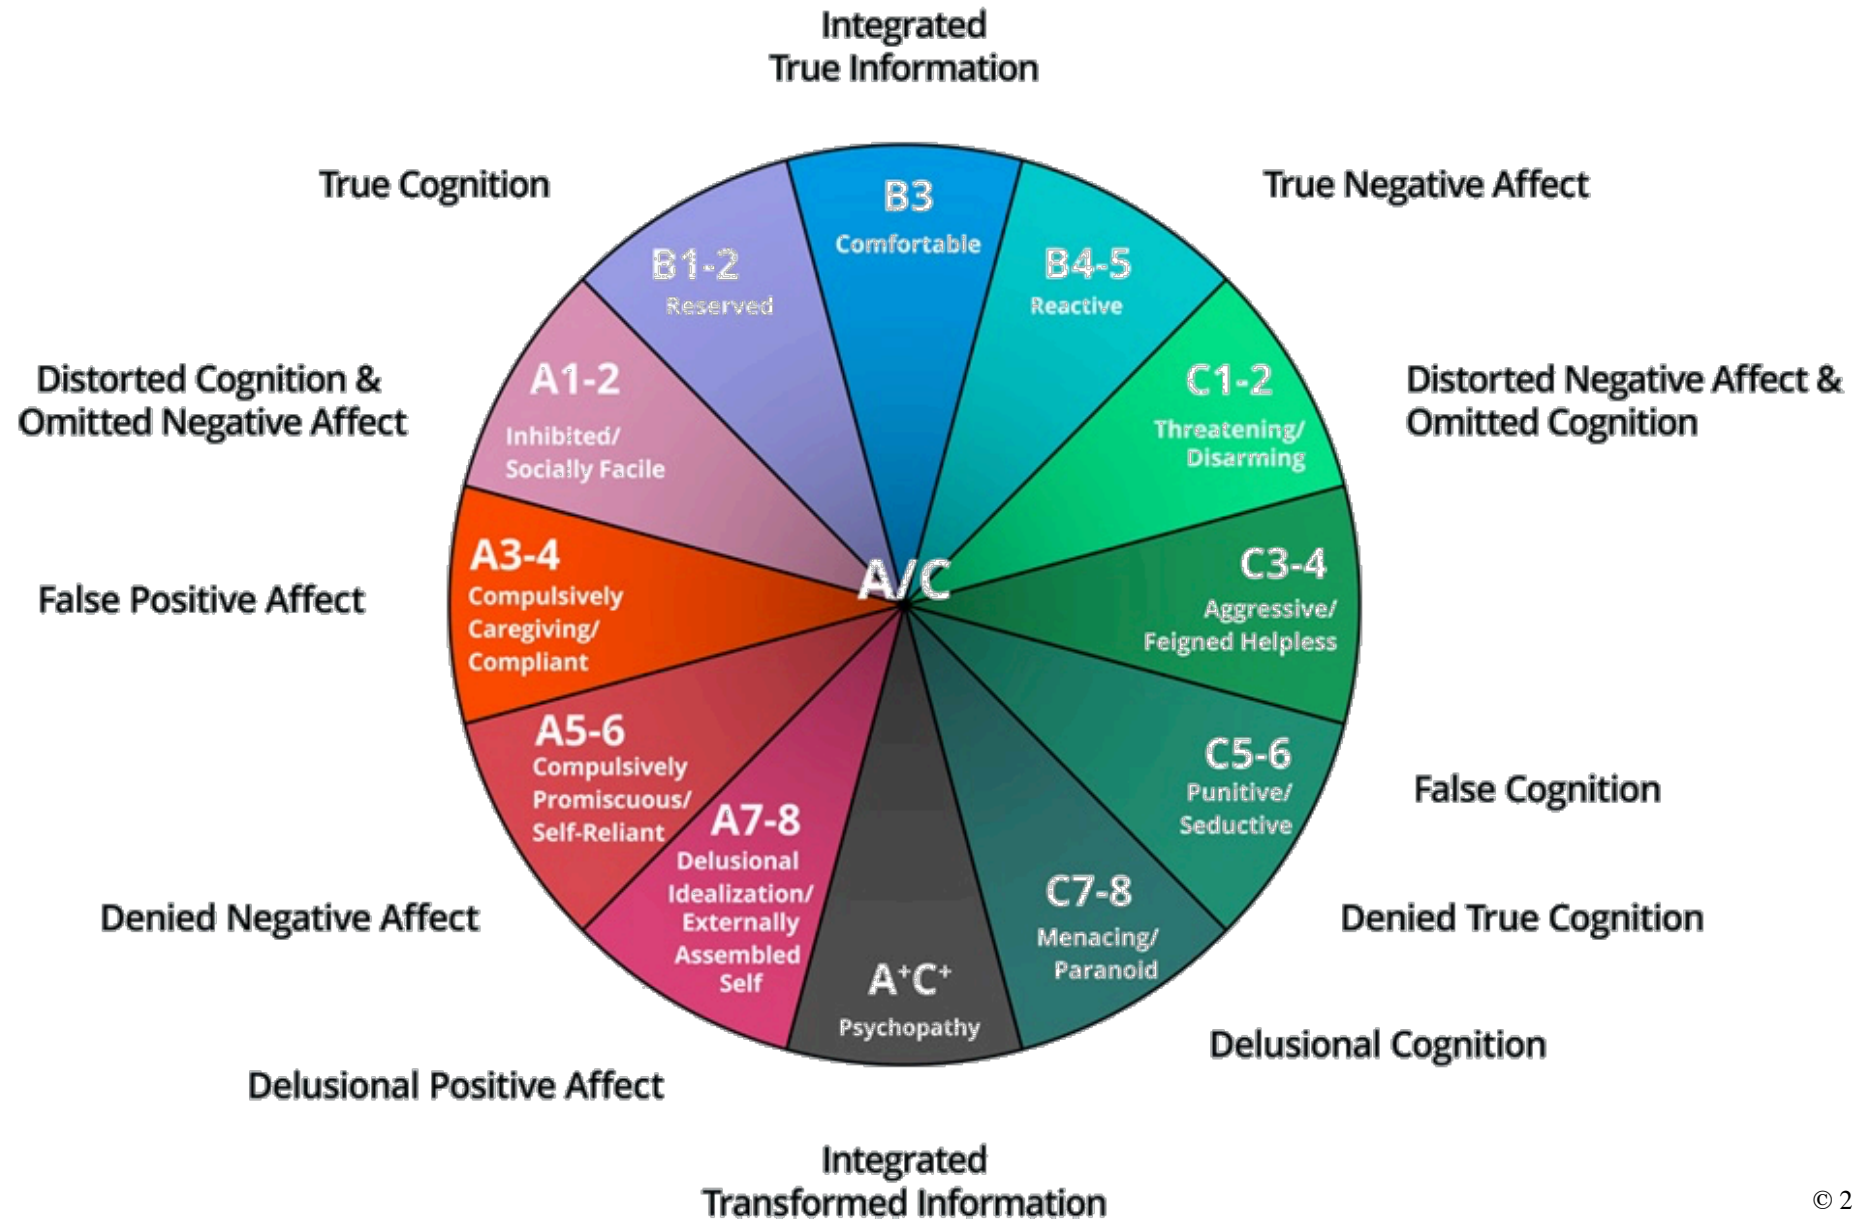 Integrated
True Information
True Cognition
True Negative Affect
B3
Comfortable
B1-2
Reserved
B4-5
Reactive
Distorted Cognition &
Omitted Negative Affect
A1-2
Inhibited/
Socially Facile
C1-2
Threatening/
Disarming
Distorted Negative Affect &
Omitted Cognition
False Positive Affect
A3-4
Compulsively
Caregiving/
Compliant
A/C
C3-4
Aggressive/
Feigned Helpless
A5-6
Compulsively
Promiscuous/
Self-Reliant
C5-6
Punitive/
Seductive
False Cognition
Denied Negative Affect
A7-8
Delusional
Idealization/
Externally
Assembled
Self
A⁺C⁺
Psychopathy
C7-8
Menacing/
Paranoid
Denied True Cognition
Delusional Positive Affect
Delusional Cognition
Integrated
Transformed Information
© 2